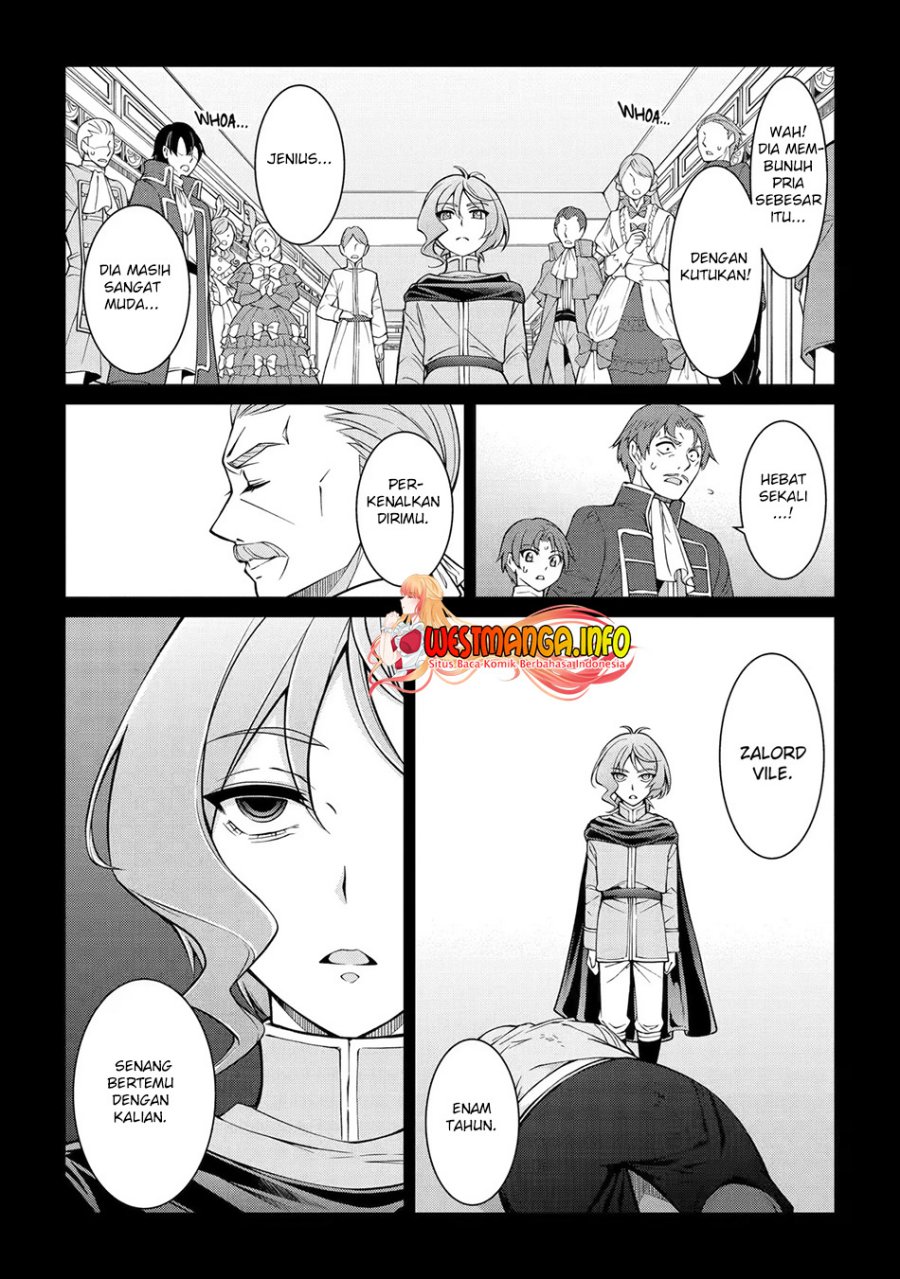 WAH!
DIA MEM-
BUNUH
PRIA
SEBESAR
ITU...
DENGAN
KUTUKAN!
WHOA...
JENIUS...
WHOA...
DIA MASIH
SANGAT
MUDA...
HEBAT
SEKALI
...!
PER-
KENALKAN
DIRIMU.
WESTMANGA.INFO
Situs Baca Komik Berbahasa Indonesia
ZALORD
VILE.
ENAM
TAHUN.
SENANG
BERTEMU
DENGAN
KALIAN.